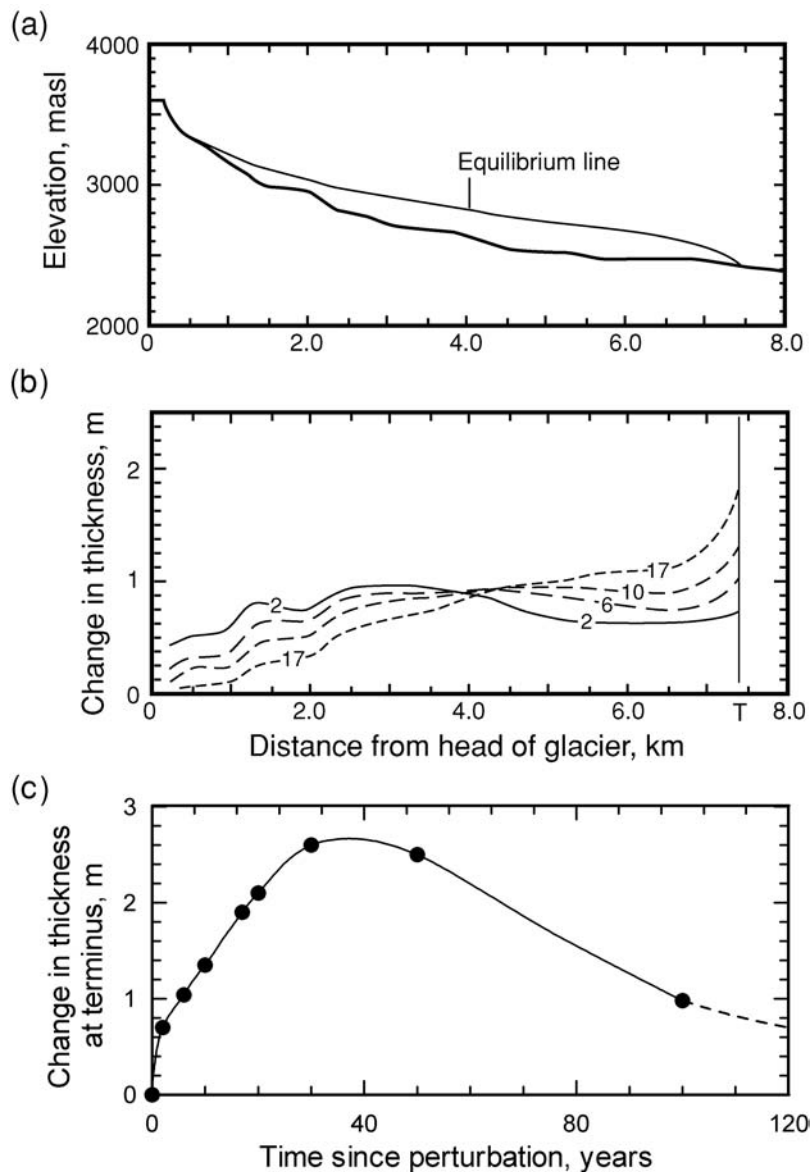 (a)
4000
3000
2000
Elevation, masl
Equilibrium line
0 2.0 4.0 6.0 8.0
(b)
2
1
0
Change in thickness, m
2
17
17
10
6
2
0 2.0 4.0 6.0 T 8.0
Distance from head of glacier, km
(c)
3
2
1
0
Change in thickness
at terminus, m
0 40 80 120
Time since perturbation, years